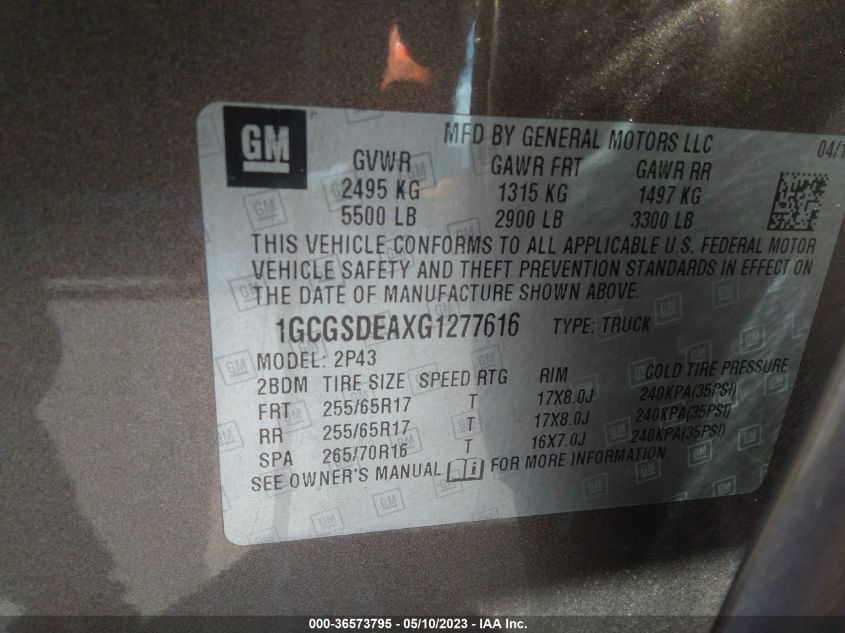 GM
MFD BY GENERAL MOTORS LLC
04/1
GVWR GAWR FRT GAWR RR
2495 KG 1315 KG 1497 KG
5500 LB 2900 LB 3300 LB
THIS VEHICLE CONFORMS TO ALL APPLICABLE U.S. FEDERAL MOTOR
VEHICLE SAFETY AND THEFT PREVENTION STANDARDS IN EFFECT ON
THE DATE OF MANUFACTURE SHOWN ABOVE.
1GCGSDEAXG1277616 TYPE: TRUCK
MODEL: 2P43
2BDM TIRE SIZE SPEED RTG RIM COLD TIRE PRESSURE
FRT 255/65R17 T 17X8.0J 240KPA(35PSI)
RR 255/65R17 T 17X8.0J 240KPA(35PSI)
SPA 265/70R16 T 16X7.0J 240KPA(35PSI)
SEE OWNER'S MANUAL FOR MORE INFORMATION.
000-36573795 - 05/10/2023 - IAA Inc.